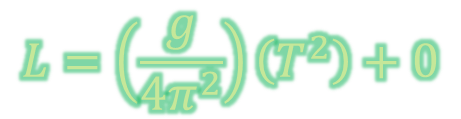 L = (g/4π²)(T²) + 0